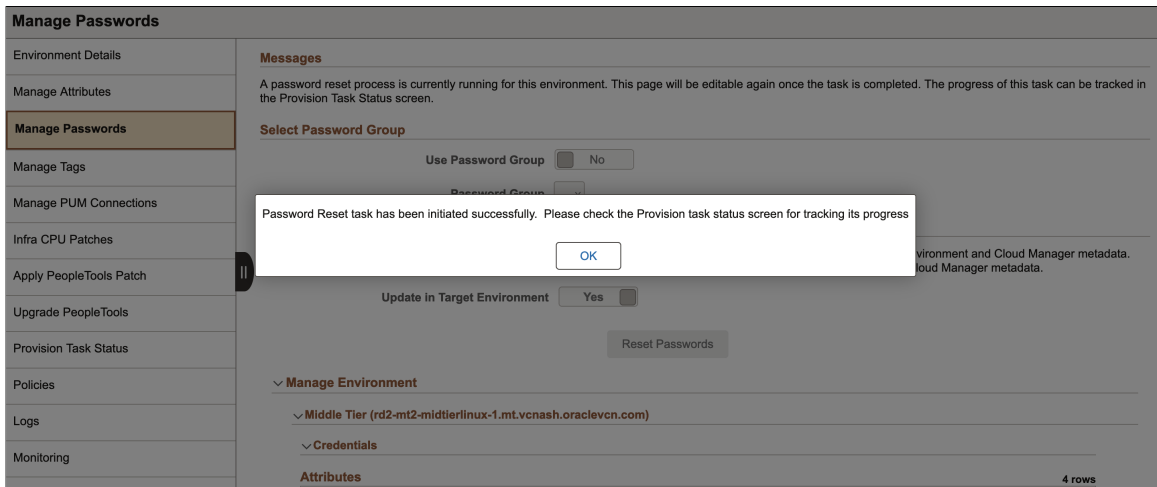 Manage Passwords
Environment Details
Manage Attributes
Manage Passwords
Manage Tags
Manage PUM Connections
Infra CPU Patches
Apply PeopleTools Patch
Upgrade PeopleTools
Provision Task Status
Policies
Logs
Monitoring
Messages
A password reset process is currently running for this environment. This page will be editable again once the task is completed. The progress of this task can be tracked in
the Provision Task Status screen.
Select Password Group
Use Password Group No
Password Group
Password Reset task has been initiated successfully. Please check the Provision task status screen for tracking its progress
OK
vironment and Cloud Manager metadata.
loud Manager metadata.
Update in Target Environment Yes
Reset Passwords
Manage Environment
Middle Tier (rd2-mt2-midtierlinux-1.mt.vcnash.oraclevcn.com)
Credentials
Attributes
4 rows